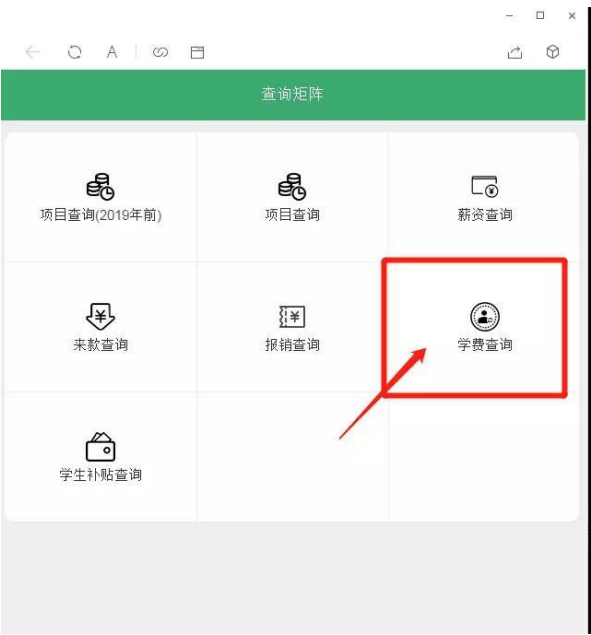 A
查询矩阵
项目查询(2019年前)
项目查询
薪资查询
来款查询
报销查询
学费查询
学生补贴查询